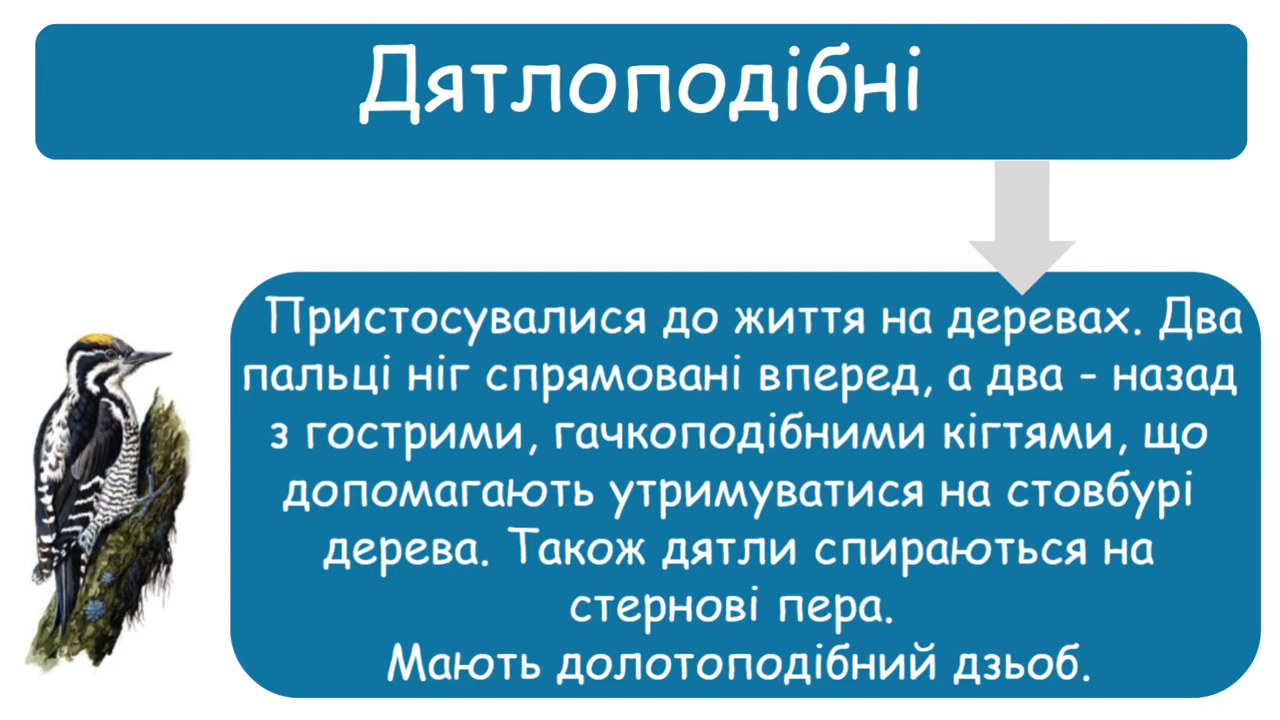 Дятлоподібні
Пристосувалися до життя на деревах. Два
пальці ніг спрямовані вперед, а два - назад
з гострими, гачкоподібними кігтями, що
допомагають утримуватися на стовбурі
дерева. Також дятли спираються на
стернові пера.
Мають долотоподібний дзьоб.